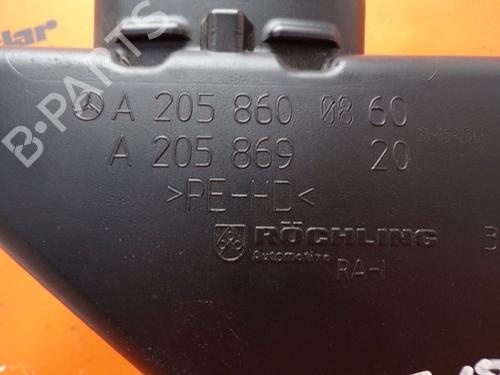 B-PARTS
A 205 860 08 60
A 205 869 20
>PE-HD<
RÖCHLING
Automotive
RA-I